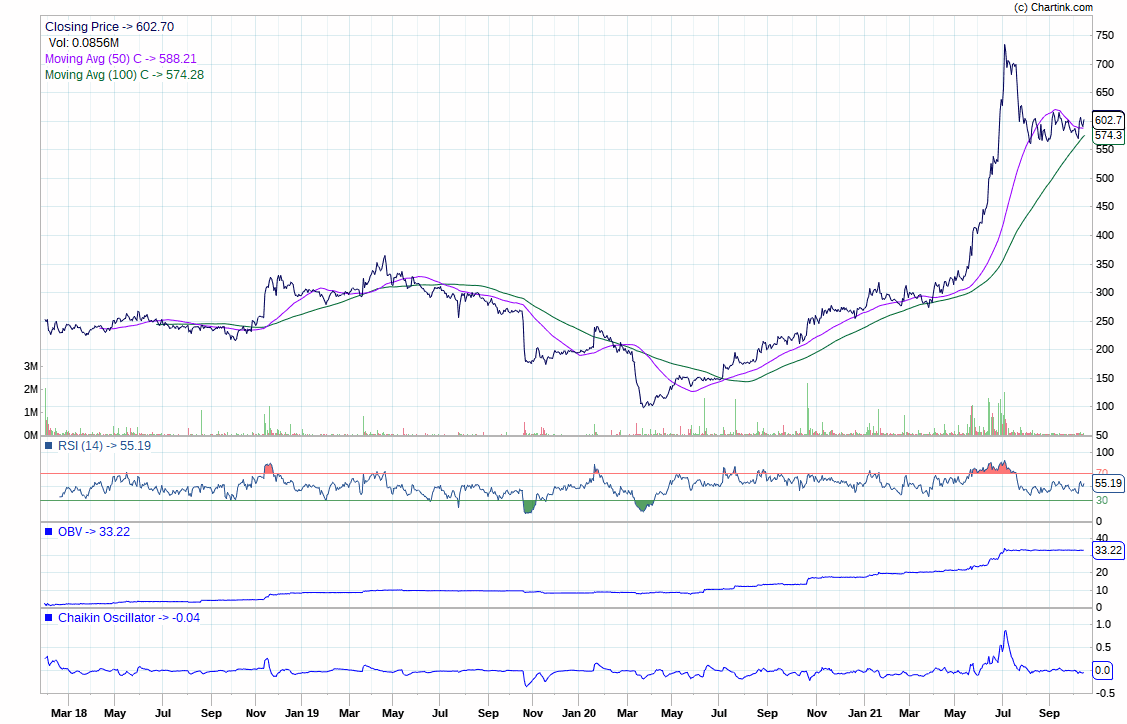 (c) Chartink.com
Closing Price -> 602.70
Vol: 0.0856M
Moving Avg (50) C -> 588.21
Moving Avg (100) C -> 574.28
750
700
650
602.7
574.3
550
500
450
400
350
300
250
200
150
100
50
3M
2M
1M
0M
RSI (14) -> 55.19
100
70
55.19
30
0
OBV -> 33.22
40
33.22
20
10
0
Chaikin Oscillator -> -0.04
1.0
0.5
0.0
-0.5
Mar 18 May Jul Sep Nov Jan 19 Mar May Jul Sep Nov Jan 20 Mar May Jul Sep Nov Jan 21 Mar May Jul Sep